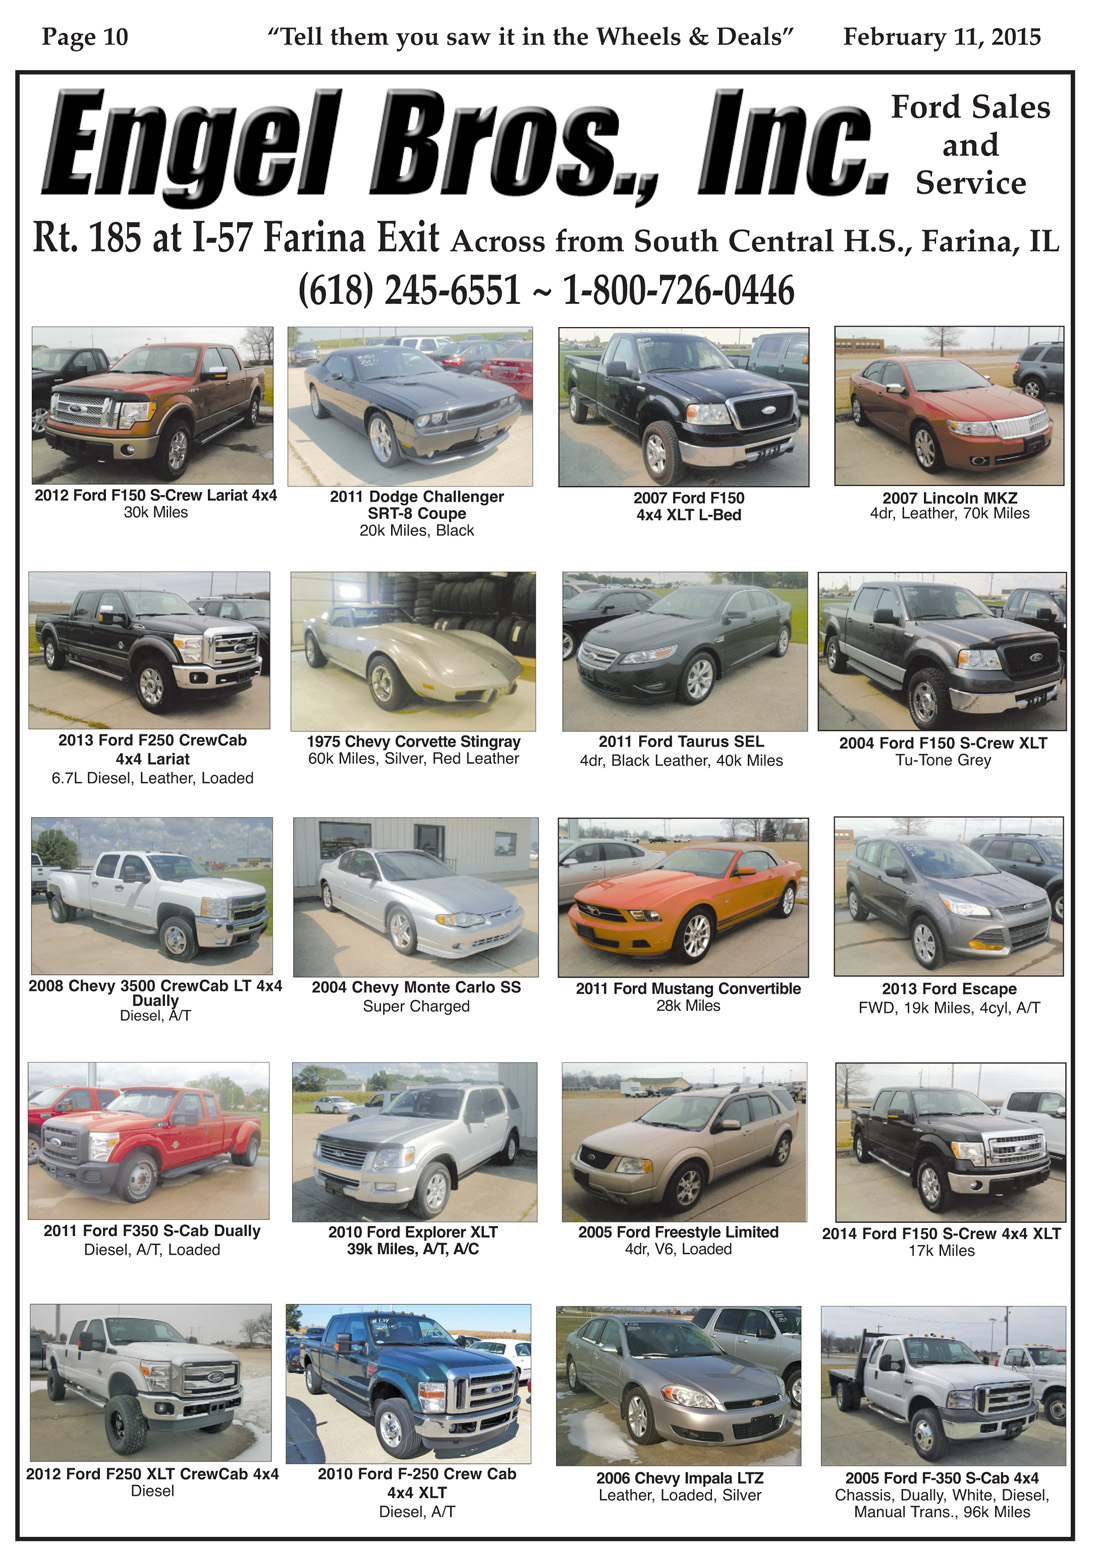 Page 10
“Tell them you saw it in the Wheels & Deals”
February 11, 2015
Engel Bros., Inc.
Ford Sales
and
Service
Rt. 185 at I-57 Farina Exit Across from South Central H.S., Farina, IL
(618) 245-6551 ~ 1-800-726-0446
2012 Ford F150 S-Crew Lariat 4x4
30k Miles
2011 Dodge Challenger
SRT-8 Coupe
20k Miles, Black
2007 Ford F150
4x4 XLT L-Bed
2007 Lincoln MKZ
4dr, Leather, 70k Miles
2013 Ford F250 CrewCab
4x4 Lariat
6.7L Diesel, Leather, Loaded
1975 Chevy Corvette Stingray
60k Miles, Silver, Red Leather
2011 Ford Taurus SEL
4dr, Black Leather, 40k Miles
2004 Ford F150 S-Crew XLT
Tu-Tone Grey
2008 Chevy 3500 CrewCab LT 4x4
Dually
Diesel, A/T
2004 Chevy Monte Carlo SS
Super Charged
2011 Ford Mustang Convertible
28k Miles
2013 Ford Escape
FWD, 19k Miles, 4cyl, A/T
2011 Ford F350 S-Cab Dually
Diesel, A/T, Loaded
2010 Ford Explorer XLT
39k Miles, A/T, A/C
2005 Ford Freestyle Limited
4dr, V6, Loaded
2014 Ford F150 S-Crew 4x4 XLT
17k Miles
2012 Ford F250 XLT CrewCab 4x4
Diesel
2010 Ford F-250 Crew Cab
4x4 XLT
Diesel, A/T
2006 Chevy Impala LTZ
Leather, Loaded, Silver
2005 Ford F-350 S-Cab 4x4
Chassis, Dually, White, Diesel,
Manual Trans., 96k Miles